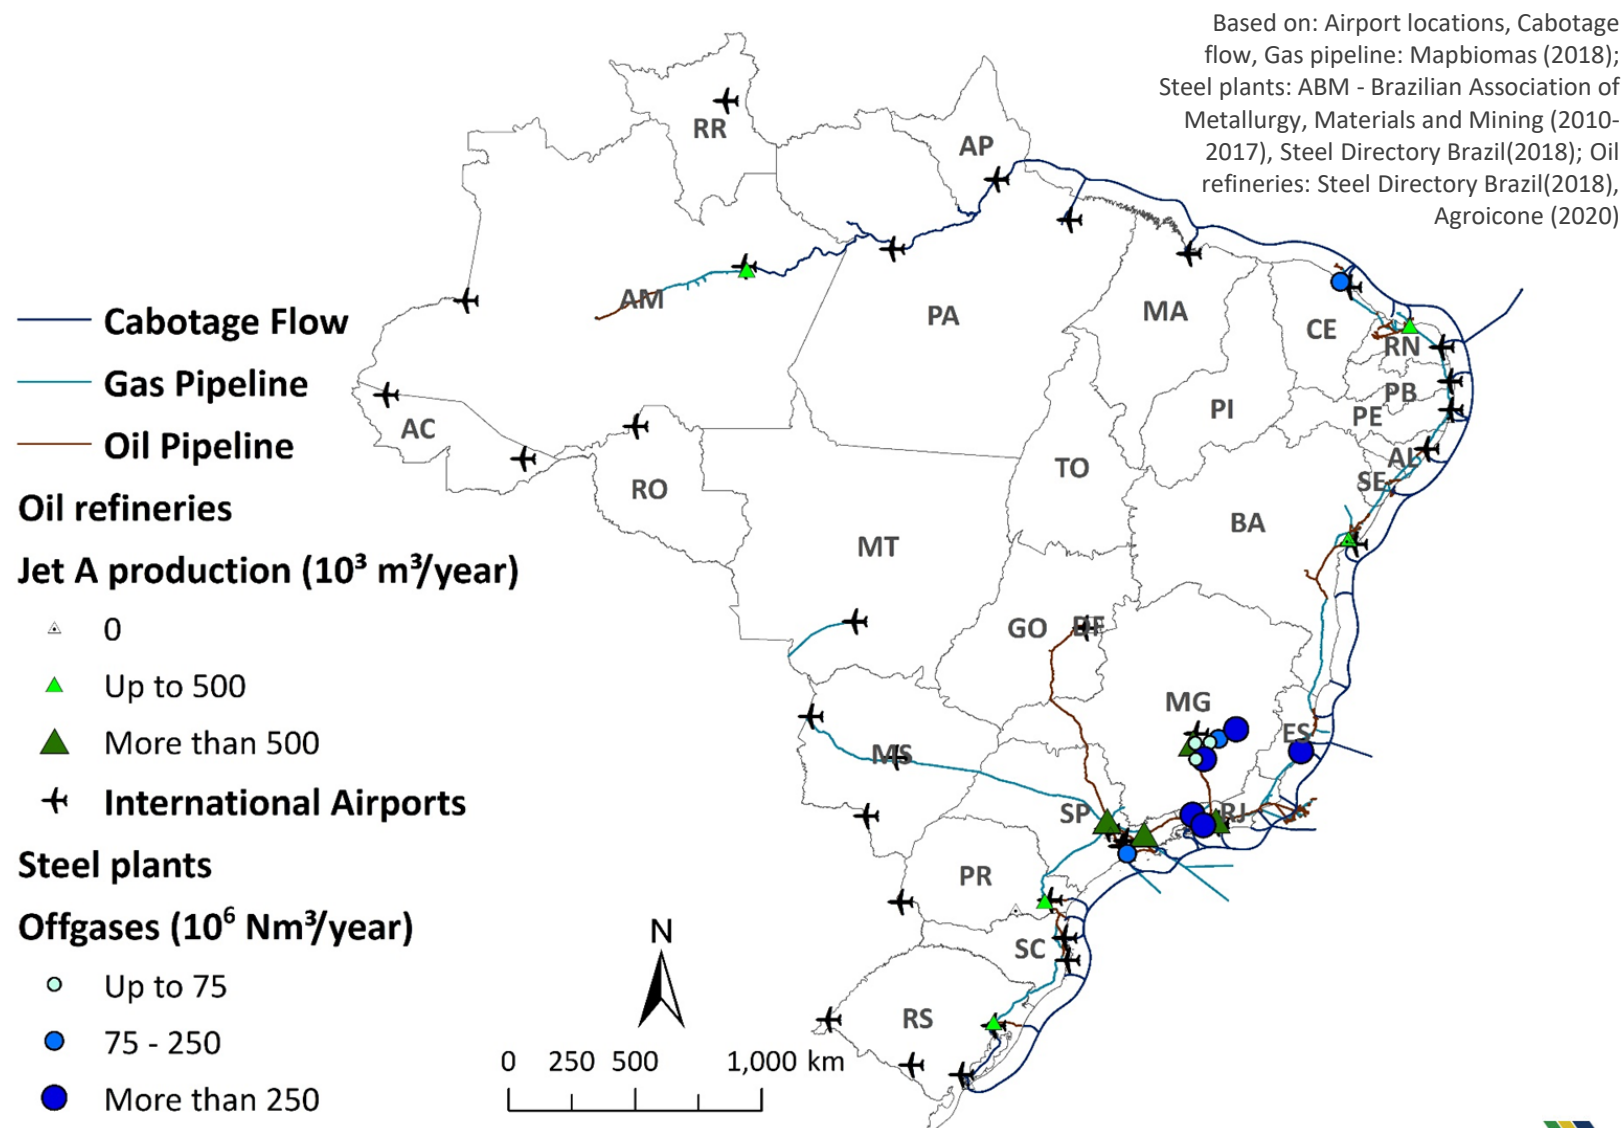 Based on: Airport locations, Cabotage
flow, Gas pipeline: Mapbiomas (2018);
Steel plants: ABM - Brazilian Association of
Metallurgy, Materials and Mining (2010-
2017), Steel Directory Brazil(2018); Oil
refineries: Steel Directory Brazil(2018),
Agroicone (2020)
RR
AP
AM
PA
MA
CE
RN
PB
PE
PI
AL
SE
AC
RO
TO
BA
MT
GO
DF
MG
ES
MS
SP
RJ
PR
SC
RS
Cabotage Flow
Gas Pipeline
Oil Pipeline
Oil refineries
Jet A production (10³ m³/year)
0
Up to 500
More than 500
International Airports
Steel plants
Offgases (10⁶ Nm³/year)
Up to 75
75 - 250
More than 250
N
0 250 500 1,000 km